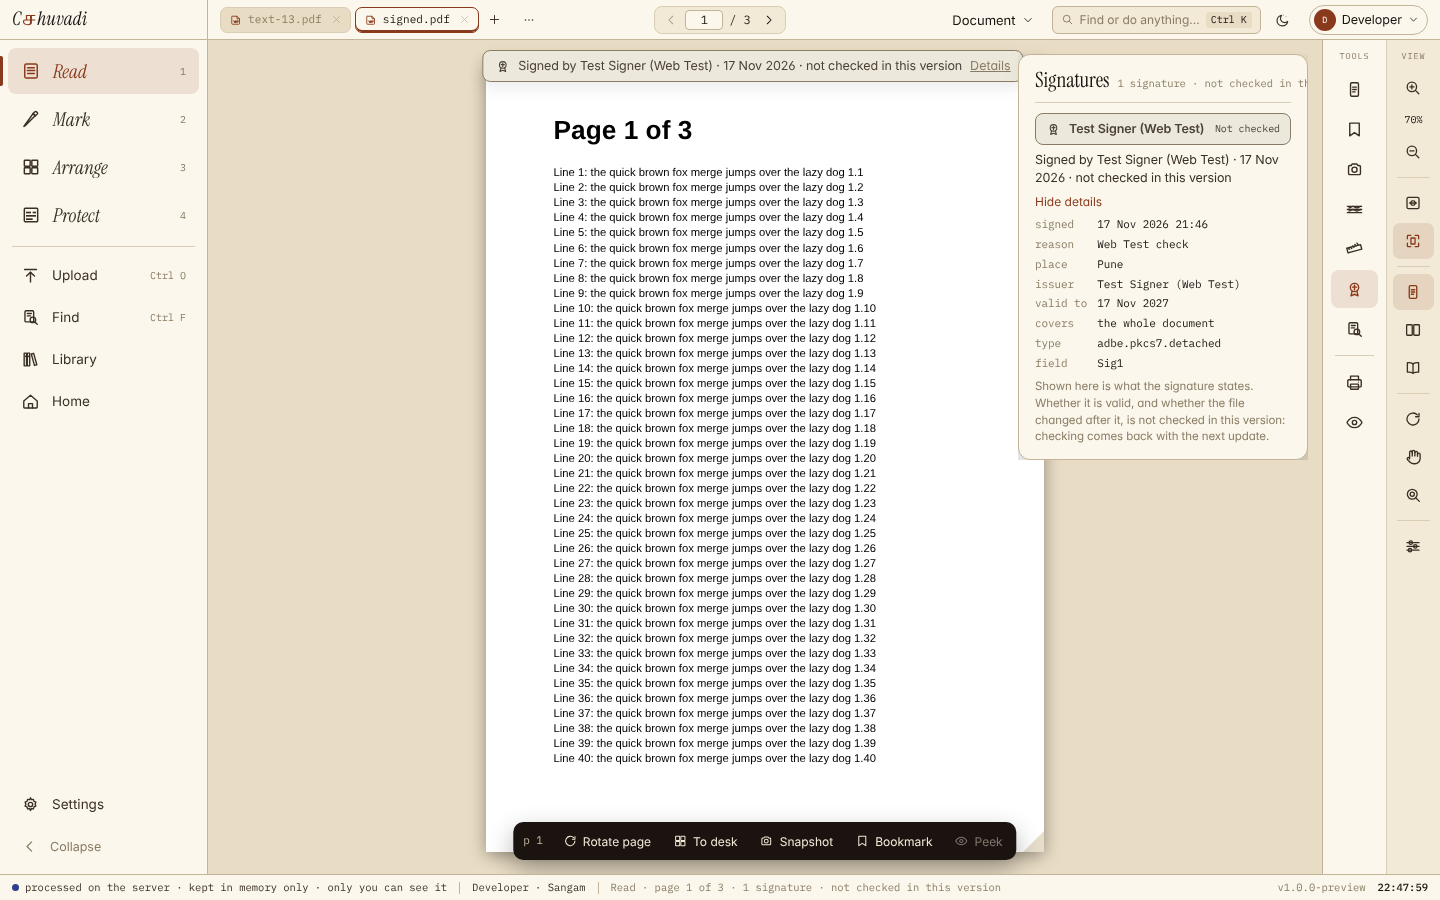 text-13.pdf
signed.pdf
1 / 3
Document
Find or do anything... Ctrl K
D Developer
Read 1
Mark 2
Arrange 3
Protect 4
Upload Ctrl O
Find Ctrl F
Library
Home
Settings
Collapse
Signed by Test Signer (Web Test) · 17 Nov 2026 · not checked in this version Details
Page 1 of 3
Line 1: the quick brown fox merge jumps over the lazy dog 1.1
Line 2: the quick brown fox merge jumps over the lazy dog 1.2
Line 3: the quick brown fox merge jumps over the lazy dog 1.3
Line 4: the quick brown fox merge jumps over the lazy dog 1.4
Line 5: the quick brown fox merge jumps over the lazy dog 1.5
Line 6: the quick brown fox merge jumps over the lazy dog 1.6
Line 7: the quick brown fox merge jumps over the lazy dog 1.7
Line 8: the quick brown fox merge jumps over the lazy dog 1.8
Line 9: the quick brown fox merge jumps over the lazy dog 1.9
Line 10: the quick brown fox merge jumps over the lazy dog 1.10
Line 11: the quick brown fox merge jumps over the lazy dog 1.11
Line 12: the quick brown fox merge jumps over the lazy dog 1.12
Line 13: the quick brown fox merge jumps over the lazy dog 1.13
Line 14: the quick brown fox merge jumps over the lazy dog 1.14
Line 15: the quick brown fox merge jumps over the lazy dog 1.15
Line 16: the quick brown fox merge jumps over the lazy dog 1.16
Line 17: the quick brown fox merge jumps over the lazy dog 1.17
Line 18: the quick brown fox merge jumps over the lazy dog 1.18
Line 19: the quick brown fox merge jumps over the lazy dog 1.19
Line 20: the quick brown fox merge jumps over the lazy dog 1.20
Line 21: the quick brown fox merge jumps over the lazy dog 1.21
Line 22: the quick brown fox merge jumps over the lazy dog 1.22
Line 23: the quick brown fox merge jumps over the lazy dog 1.23
Line 24: the quick brown fox merge jumps over the lazy dog 1.24
Line 25: the quick brown fox merge jumps over the lazy dog 1.25
Line 26: the quick brown fox merge jumps over the lazy dog 1.26
Line 27: the quick brown fox merge jumps over the lazy dog 1.27
Line 28: the quick brown fox merge jumps over the lazy dog 1.28
Line 29: the quick brown fox merge jumps over the lazy dog 1.29
Line 30: the quick brown fox merge jumps over the lazy dog 1.30
Line 31: the quick brown fox merge jumps over the lazy dog 1.31
Line 32: the quick brown fox merge jumps over the lazy dog 1.32
Line 33: the quick brown fox merge jumps over the lazy dog 1.33
Line 34: the quick brown fox merge jumps over the lazy dog 1.34
Line 35: the quick brown fox merge jumps over the lazy dog 1.35
Line 36: the quick brown fox merge jumps over the lazy dog 1.36
Line 37: the quick brown fox merge jumps over the lazy dog 1.37
Line 38: the quick brown fox merge jumps over the lazy dog 1.38
Line 39: the quick brown fox merge jumps over the lazy dog 1.39
Line 40: the quick brown fox merge jumps over the lazy dog 1.40
p 1 Rotate page To desk Snapshot Bookmark Peek
Signatures 1 signature · not checked in
Test Signer (Web Test) Not checked
Signed by Test Signer (Web Test) · 17 Nov
2026 · not checked in this version
Hide details
signed 17 Nov 2026 21:46
reason Web Test check
place Pune
issuer Test Signer (Web Test)
valid to 17 Nov 2027
covers the whole document
type adbe.pkcs7.detached
field Sig1
Shown here is what the signature states.
Whether it is valid, and whether the file
changed after it, is not checked in this version:
checking comes back with the next update.
TOOLS
VIEW
70%
processed on the server · kept in memory only · only you can see it
Developer · Sangam
Read · page 1 of 3 · 1 signature · not checked in this version
v1.0.0-preview 22:47:59